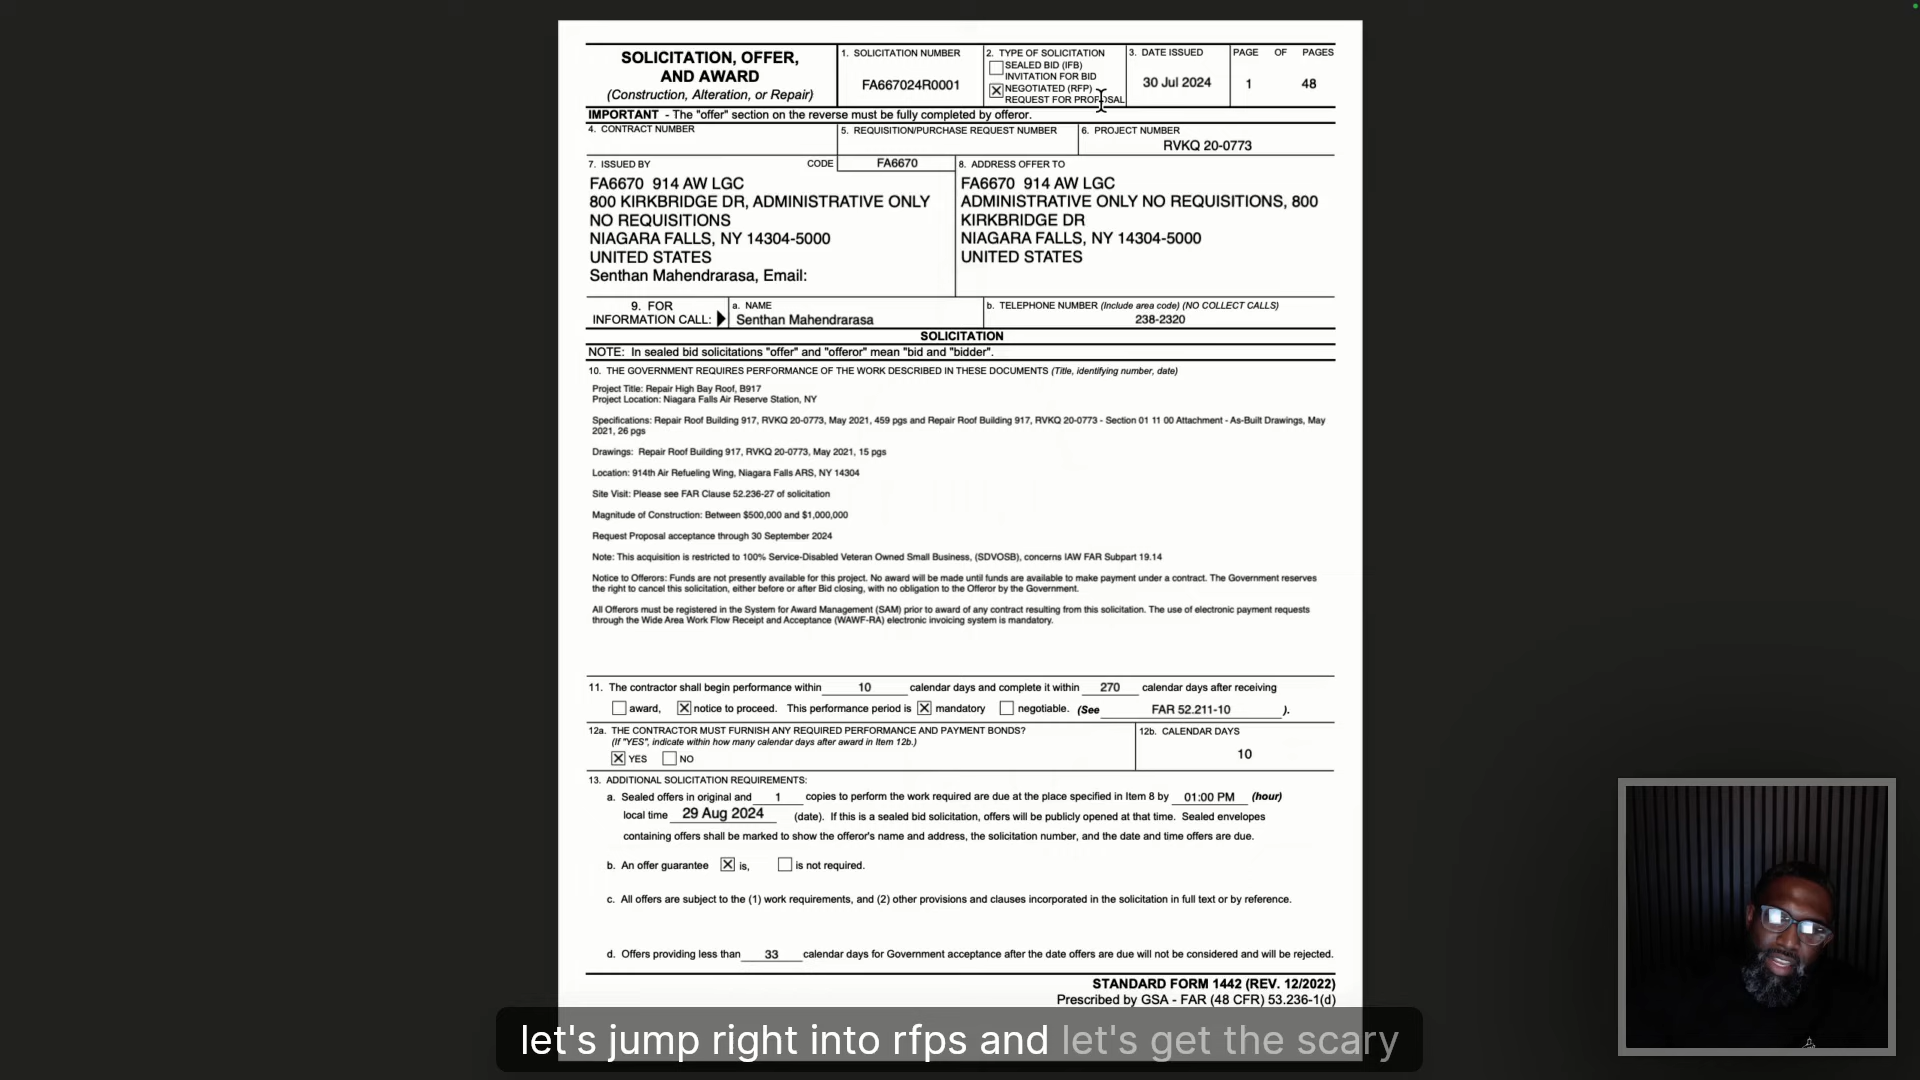 SOLICITATION, OFFER,
AND AWARD
(Construction, Alteration, or Repair)
1. SOLICITATION NUMBER
FA667024R0001
2. TYPE OF SOLICITATION
SEALED BID (IFB)
INVITATION FOR BID
NEGOTIATED (RFP)
REQUEST FOR PROPOSAL
3. DATE ISSUED
30 Jul 2024
PAGE OF PAGES
1 48
IMPORTANT - The "offer" section on the reverse must be fully completed by offeror.
4. CONTRACT NUMBER
5. REQUISITION/PURCHASE REQUEST NUMBER
6. PROJECT NUMBER
RVKQ 20-0773
7. ISSUED BY
CODE
FA6670
FA6670 914 AW LGC
800 KIRKBRIDGE DR, ADMINISTRATIVE ONLY
NO REQUISITIONS
NIAGARA FALLS, NY 14304-5000
UNITED STATES
Senthan Mahendrarasa, Email:
8. ADDRESS OFFER TO
FA6670 914 AW LGC
ADMINISTRATIVE ONLY NO REQUISITIONS, 800
KIRKBRIDGE DR
NIAGARA FALLS, NY 14304-5000
UNITED STATES
9. FOR
INFORMATION CALL:
a. NAME
Senthan Mahendrarasa
b. TELEPHONE NUMBER (Include area code) (NO COLLECT CALLS)
238-2320
SOLICITATION
NOTE: In sealed bid solicitations "offer" and "offeror" mean "bid and "bidder".
10. THE GOVERNMENT REQUIRES PERFORMANCE OF THE WORK DESCRIBED IN THESE DOCUMENTS (Title, identifying number, date)
Project Title: Repair High Bay Roof, B917
Project Location: Niagara Falls Air Reserve Station, NY
Specifications: Repair Roof Building 917, RVKQ 20-0773, May 2021, 459 pgs and Repair Roof Building 917, RVKQ 20-0773 - Section 01 11 00 Attachment - As-Built Drawings, May
2021, 26 pgs
Drawings: Repair Roof Building 917, RVKQ 20-0773, May 2021, 15 pgs
Location: 914th Air Refueling Wing, Niagara Falls ARS, NY 14304
Site Visit: Please see FAR Clause 52.236-27 of solicitation
Magnitude of Construction: Between $500,000 and $1,000,000
Request Proposal acceptance through 30 September 2024
Note: This acquisition is restricted to 100% Service-Disabled Veteran Owned Small Business, (SDVOSB), concerns IAW FAR Subpart 19.14
Notice to Offerors: Funds are not presently available for this project. No award will be made until funds are available to make payment under a contract. The Government reserves
the right to cancel this solicitation, either before or after Bid closing, with no obligation to the Offeror by the Government.
All Offerors must be registered in the System for Award Management (SAM) prior to award of any contract resulting from this solicitation. The use of electronic payment requests
through the Wide Area Work Flow Receipt and Acceptance (WAWF-RA) electronic invoicing system is mandatory.
11. The contractor shall begin performance within 10 calendar days and complete it within 270 calendar days after receiving
award, notice to proceed. This performance period is mandatory negotiable. (See FAR 52.211-10 ).
12a. THE CONTRACTOR MUST FURNISH ANY REQUIRED PERFORMANCE AND PAYMENT BONDS?
(If "YES", indicate within how many calendar days after award in Item 12b.)
YES NO
12b. CALENDAR DAYS
10
13. ADDITIONAL SOLICITATION REQUIREMENTS:
a. Sealed offers in original and 1 copies to perform the work required are due at the place specified in Item 8 by 01:00 PM (hour)
local time 29 Aug 2024 (date). If this is a sealed bid solicitation, offers will be publicly opened at that time. Sealed envelopes
containing offers shall be marked to show the offeror's name and address, the solicitation number, and the date and time offers are due.
b. An offer guarantee is, is not required.
c. All offers are subject to the (1) work requirements, and (2) other provisions and clauses incorporated in the solicitation in full text or by reference.
d. Offers providing less than 33 calendar days for Government acceptance after the date offers are due will not be considered and will be rejected.
STANDARD FORM 1442 (REV. 12/2022)
Prescribed by GSA - FAR (48 CFR) 53.236-1(d)
let's jump right into rfps and let's get the scary